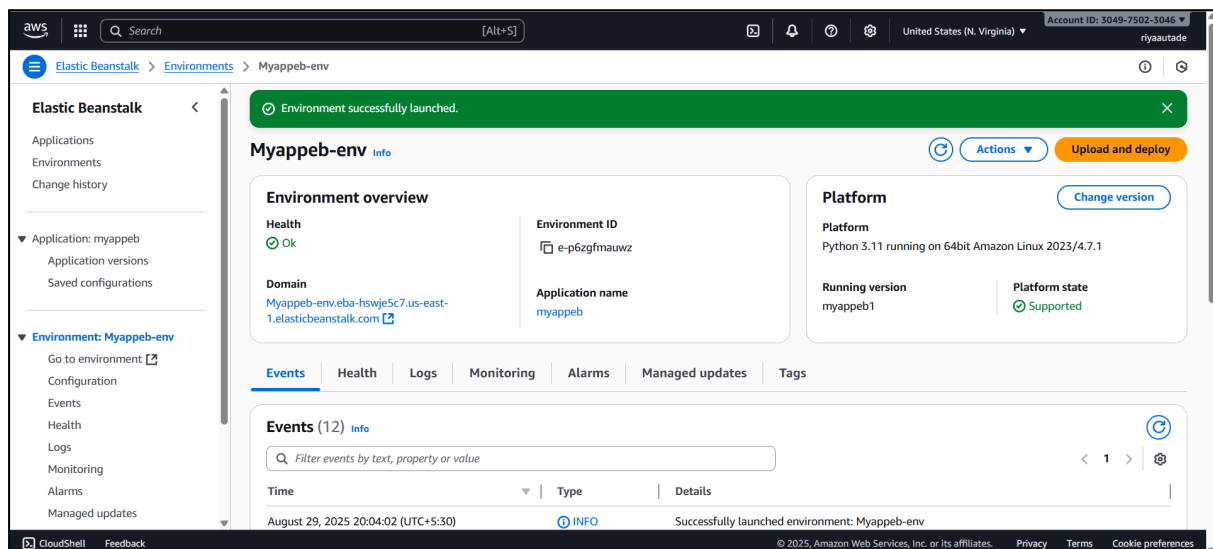 aws
Search [Alt+S]
United States (N. Virginia) ▼
Account ID: 3049-7502-3046 ▼
riyaautade
Elastic Beanstalk > Environments > Myappeb-env
Elastic Beanstalk
Applications
Environments
Change history
Application: myappeb
Application versions
Saved configurations
Environment: Myappeb-env
Go to environment
Configuration
Events
Health
Logs
Monitoring
Alarms
Managed updates
Environment successfully launched.
Myappeb-env Info
Actions ▼
Upload and deploy
Environment overview
Health
Ok
Domain
Myappeb-env.eba-hswje5c7.us-east-
1.elasticbeanstalk.com
Environment ID
e-p6zgfmauwz
Application name
myappeb
Platform
Change version
Platform
Python 3.11 running on 64bit Amazon Linux 2023/4.7.1
Running version
myappeb1
Platform state
Supported
Events Health Logs Monitoring Alarms Managed updates Tags
Events (12) Info
Filter events by text, property or value
< 1 >
Time Type Details
August 29, 2025 20:04:02 (UTC+5:30) INFO Successfully launched environment: Myappeb-env
CloudShell Feedback
© 2025, Amazon Web Services, Inc. or its affiliates. Privacy Terms Cookie preferences